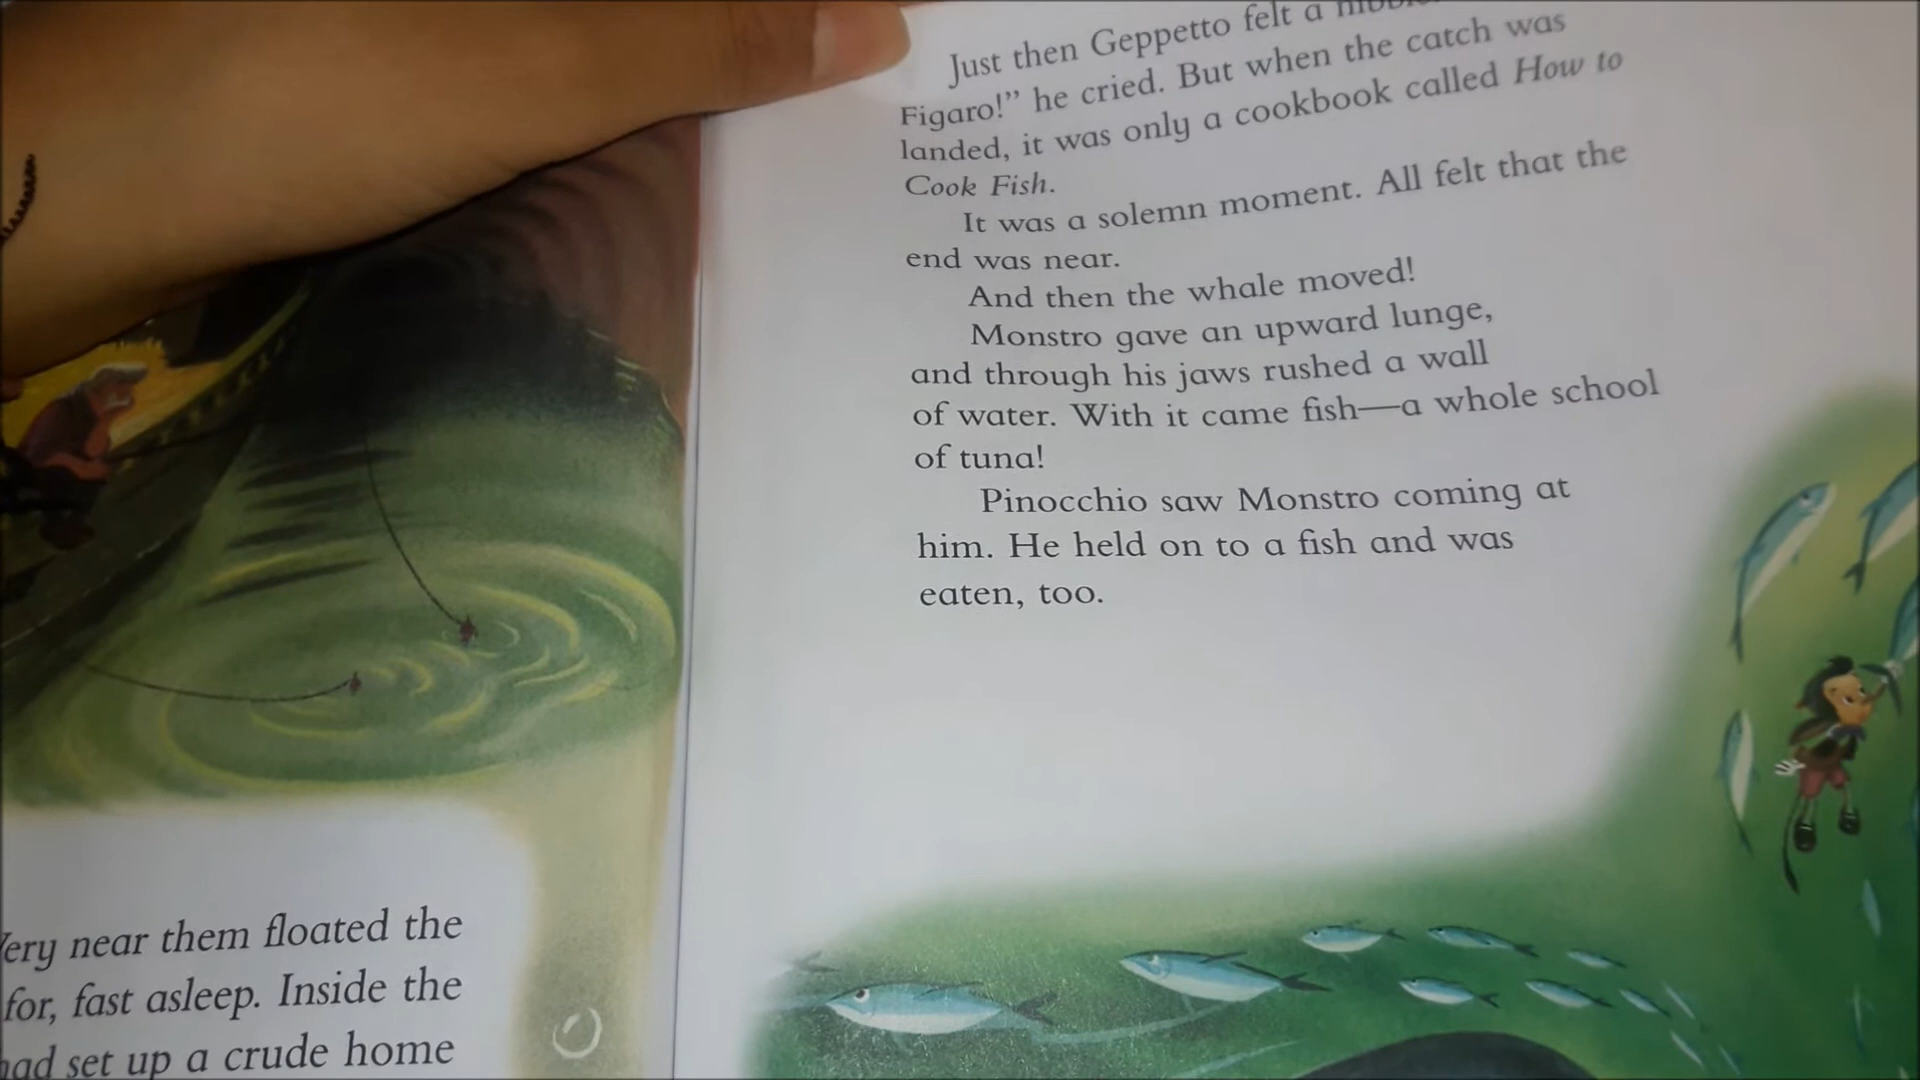 near them floated the
for, fast asleep. Inside the
set up a crude home
Just then Geppetto felt a
Figaro!” he cried. But when the catch was
landed, it was only a cookbook called How to
Cook Fish.
It was a solemn moment. All felt that the
end was near.
And then the whale moved!
Monstro gave an upward lunge,
and through his jaws rushed a wall
of water. With it came fish—a whole school
of tuna!
Pinocchio saw Monstro coming at
him. He held on to a fish and was
eaten, too.